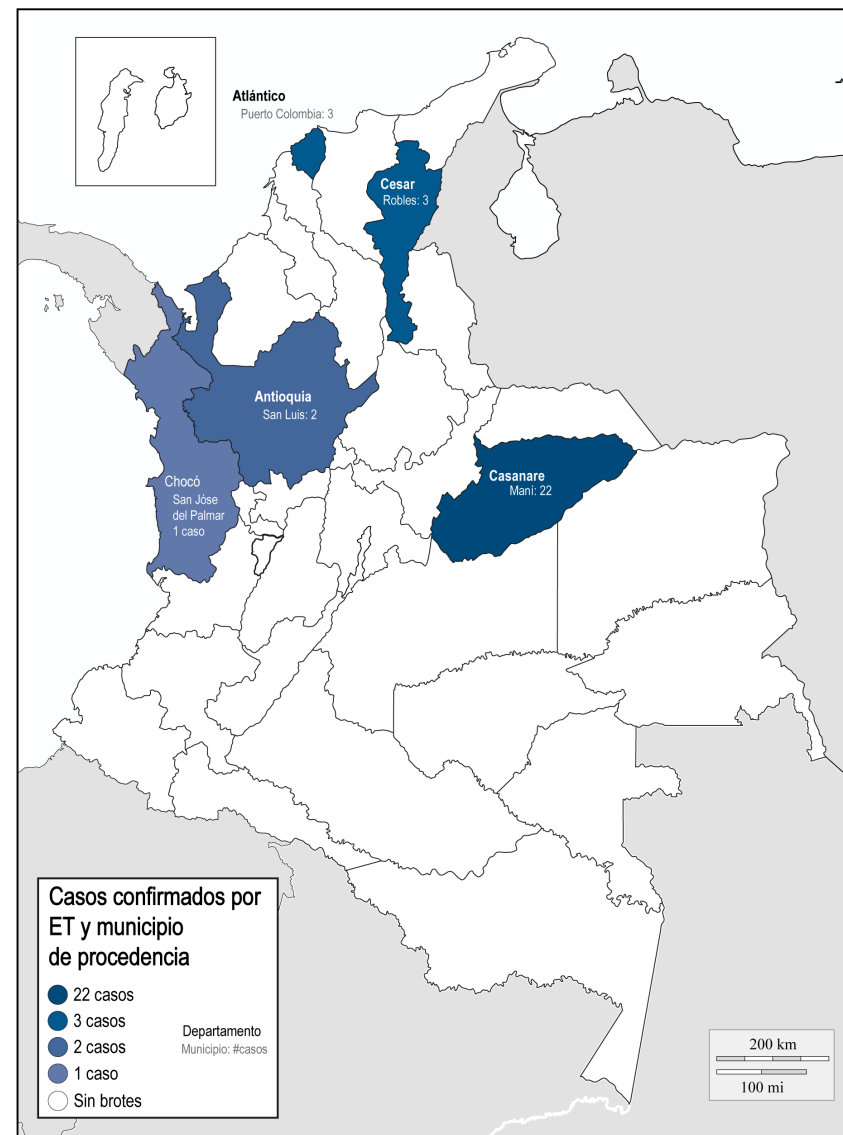 Atlántico
Puerto Colombia: 3
Cesar
Robles: 3
Antioquia
San Luis: 2
Chocó
San Jóse
del Palmar
1 caso
Casanare
Maní: 22
Casos confirmados por
ET y municipio
de procedencia
22 casos
3 casos
2 casos
1 caso
Sin brotes
Departamento
Municipio: #casos
200 km
100 mi